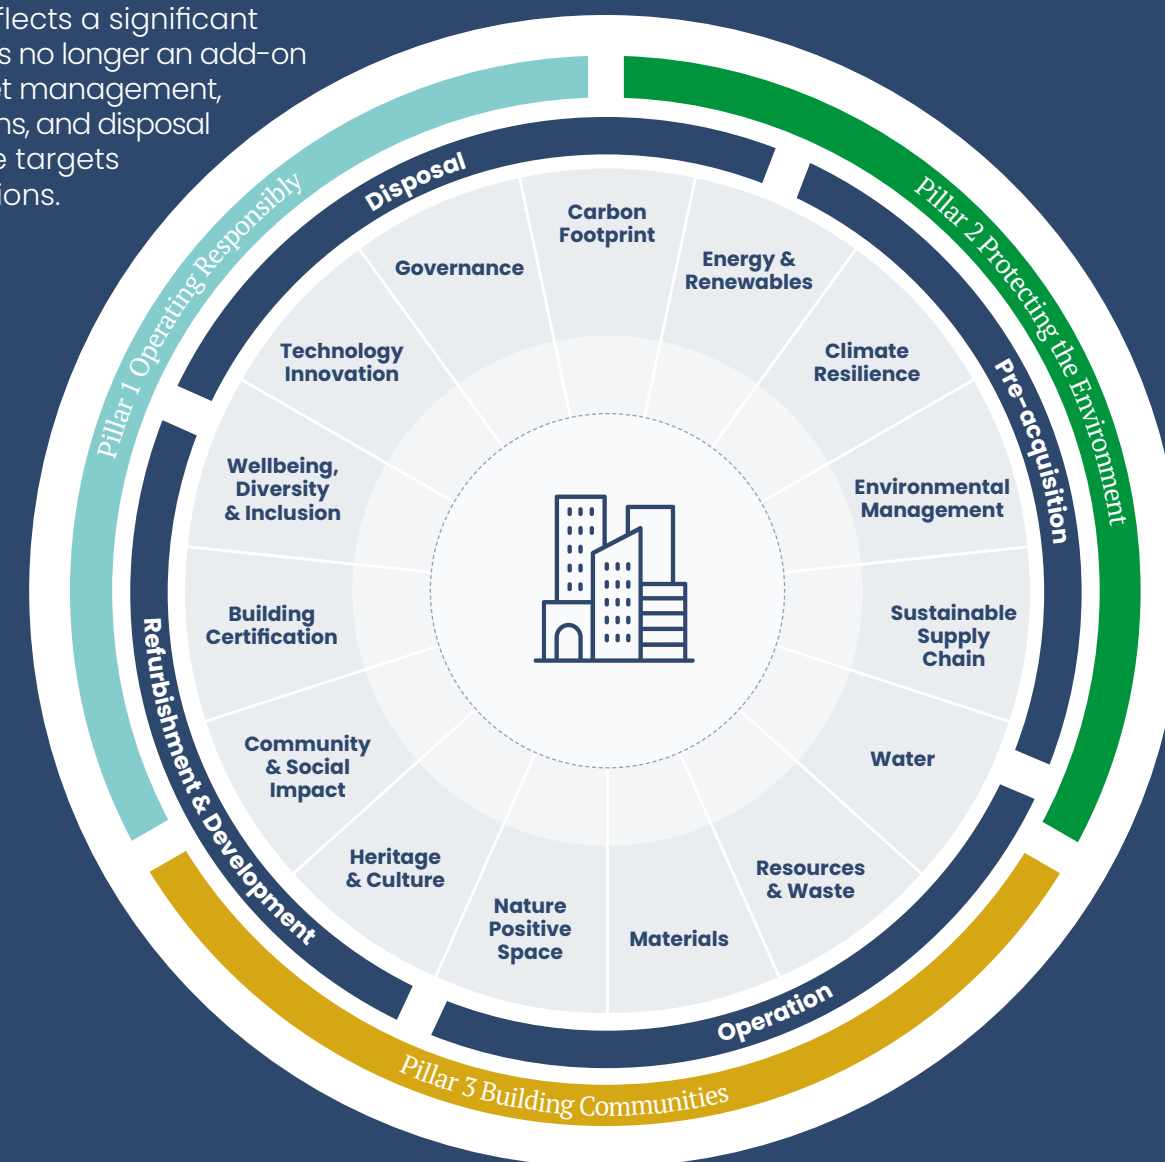 flects a significant
s no longer an add-on
et management,
ns, and disposal
e targets
ions.
Pillar 1 Operating Responsibly
Pillar 2 Protecting the Environment
Pillar 3 Building Communities
Disposal
Pre-acquisition
Operation
Refurbishment & Development
Carbon
Footprint
Energy &
Renewables
Climate
Resilience
Environmental
Management
Sustainable
Supply
Chain
Water
Resources
& Waste
Materials
Nature
Positive
Space
Heritage
& Culture
Community
& Social
Impact
Building
Certification
Wellbeing,
Diversity
& Inclusion
Technology
Innovation
Governance